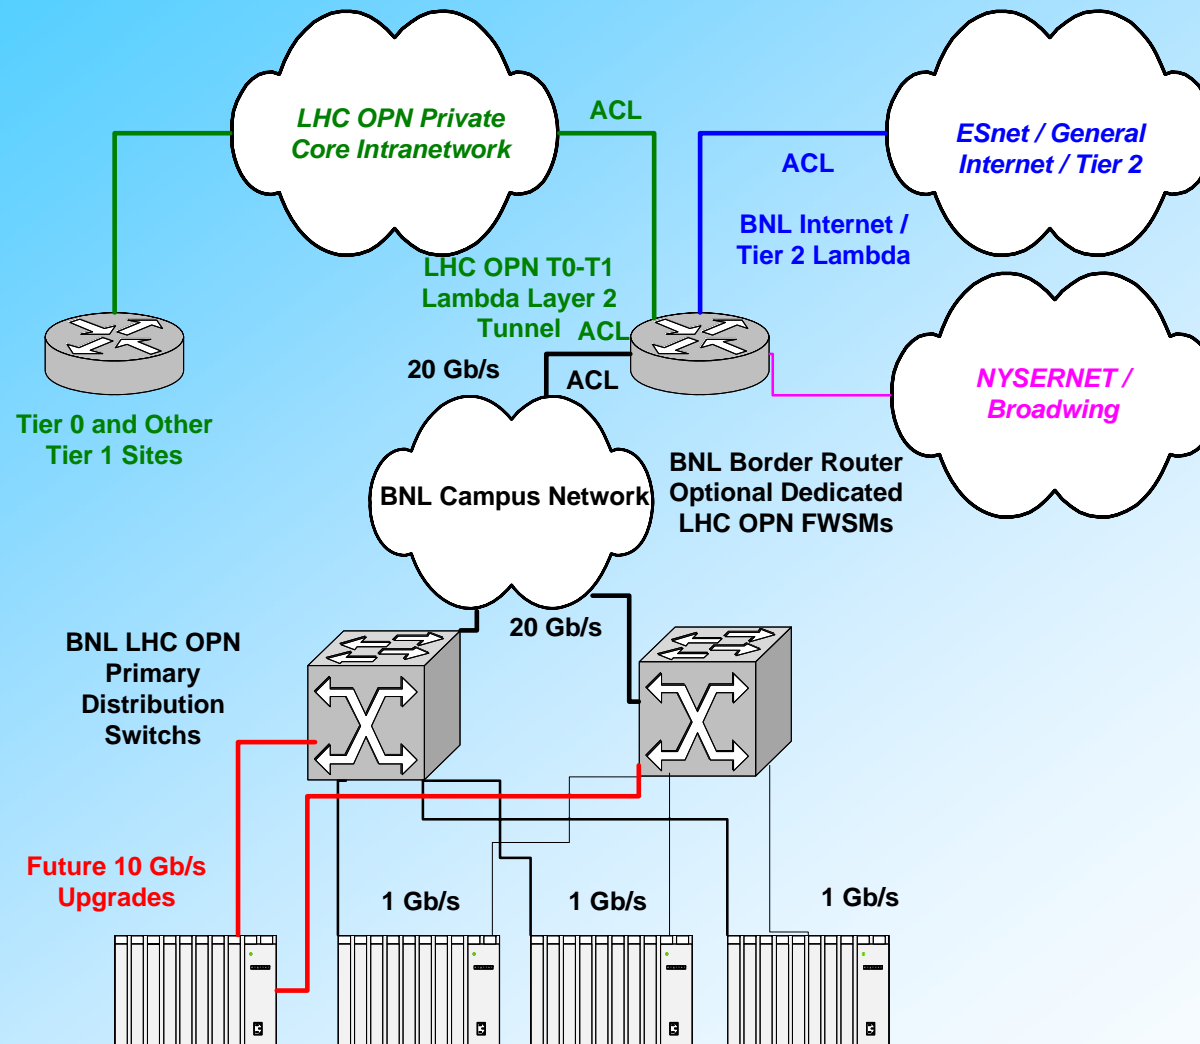 LHC OPN Private
Core Intranetwork
ACL
ESnet / General
Internet / Tier 2
ACL
BNL Internet /
Tier 2 Lambda
LHC OPN T0-T1
Lambda Layer 2
Tunnel
ACL
20 Gb/s
ACL
NYSERNET /
Broadwing
Tier 0 and Other
Tier 1 Sites
BNL Campus Network
BNL Border Router
Optional Dedicated
LHC OPN FWSMs
20 Gb/s
BNL LHC OPN
Primary
Distribution
Switchs
Future 10 Gb/s
Upgrades
1 Gb/s
1 Gb/s
1 Gb/s